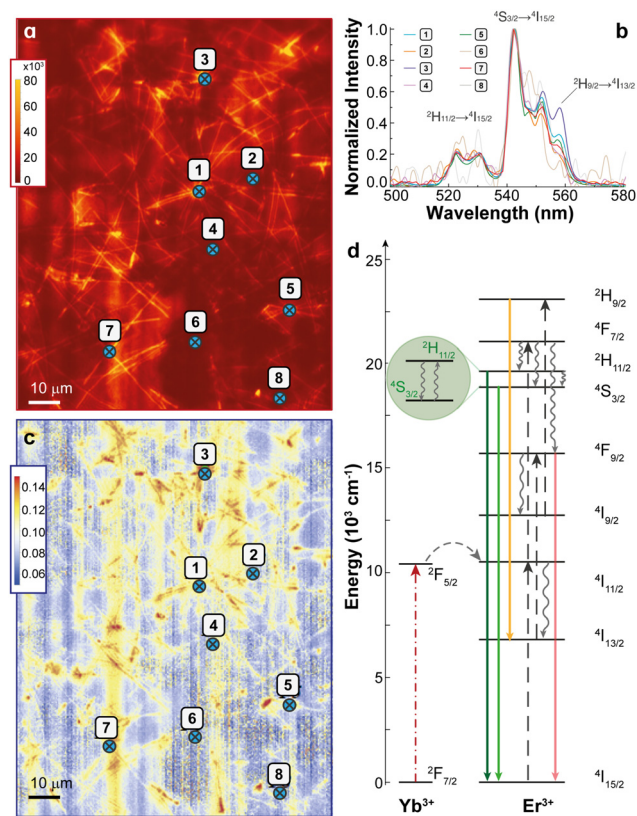 a
80
x10³
60
40
20
0
3
1
2
4
5
7
6
8
10 μm
b
⁴S₃/₂→⁴I₁₅/₂
1
5
2
6
3
7
4
8
²H₉/₂→⁴I₁₃/₂
²H₁₁/₂→⁴I₁₅/₂
Normalized Intensity
1.0
0.8
0.6
0.4
0.2
0.0
500
520
540
560
580
Wavelength (nm)
c
0.14
0.12
0.10
0.08
0.06
3
1
2
4
5
7
6
8
10 μm
d
Energy (10³ cm⁻¹)
25
20
15
10
5
0
²H₁₁/₂
⁴S₃/₂
²F₅/₂
²F₇/₂
²H₉/₂
⁴F₇/₂
²H₁₁/₂
⁴S₃/₂
⁴F₉/₂
⁴I₉/₂
⁴I₁₁/₂
⁴I₁₃/₂
⁴I₁₅/₂
Yb³⁺
Er³⁺